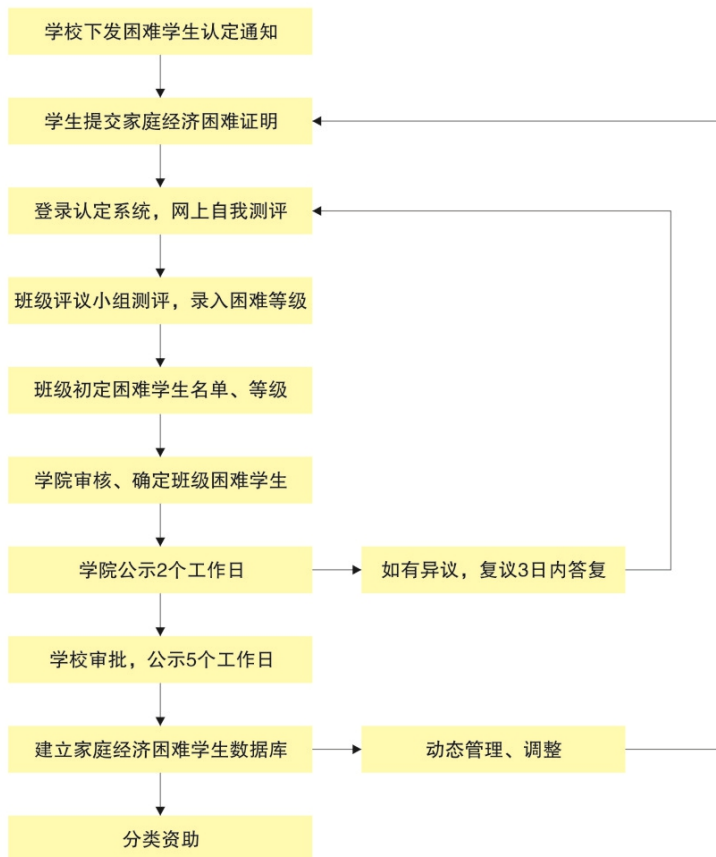 学校下发困难学生认定通知
学生提交家庭经济困难证明
登录认定系统，网上自我测评
班级评议小组测评，录入困难等级
班级初定困难学生名单、等级
学院审核、确定班级困难学生
学院公示2个工作日
如有异议，复议3日内答复
学校审批，公示5个工作日
建立家庭经济困难学生数据库
动态管理、调整
分类资助